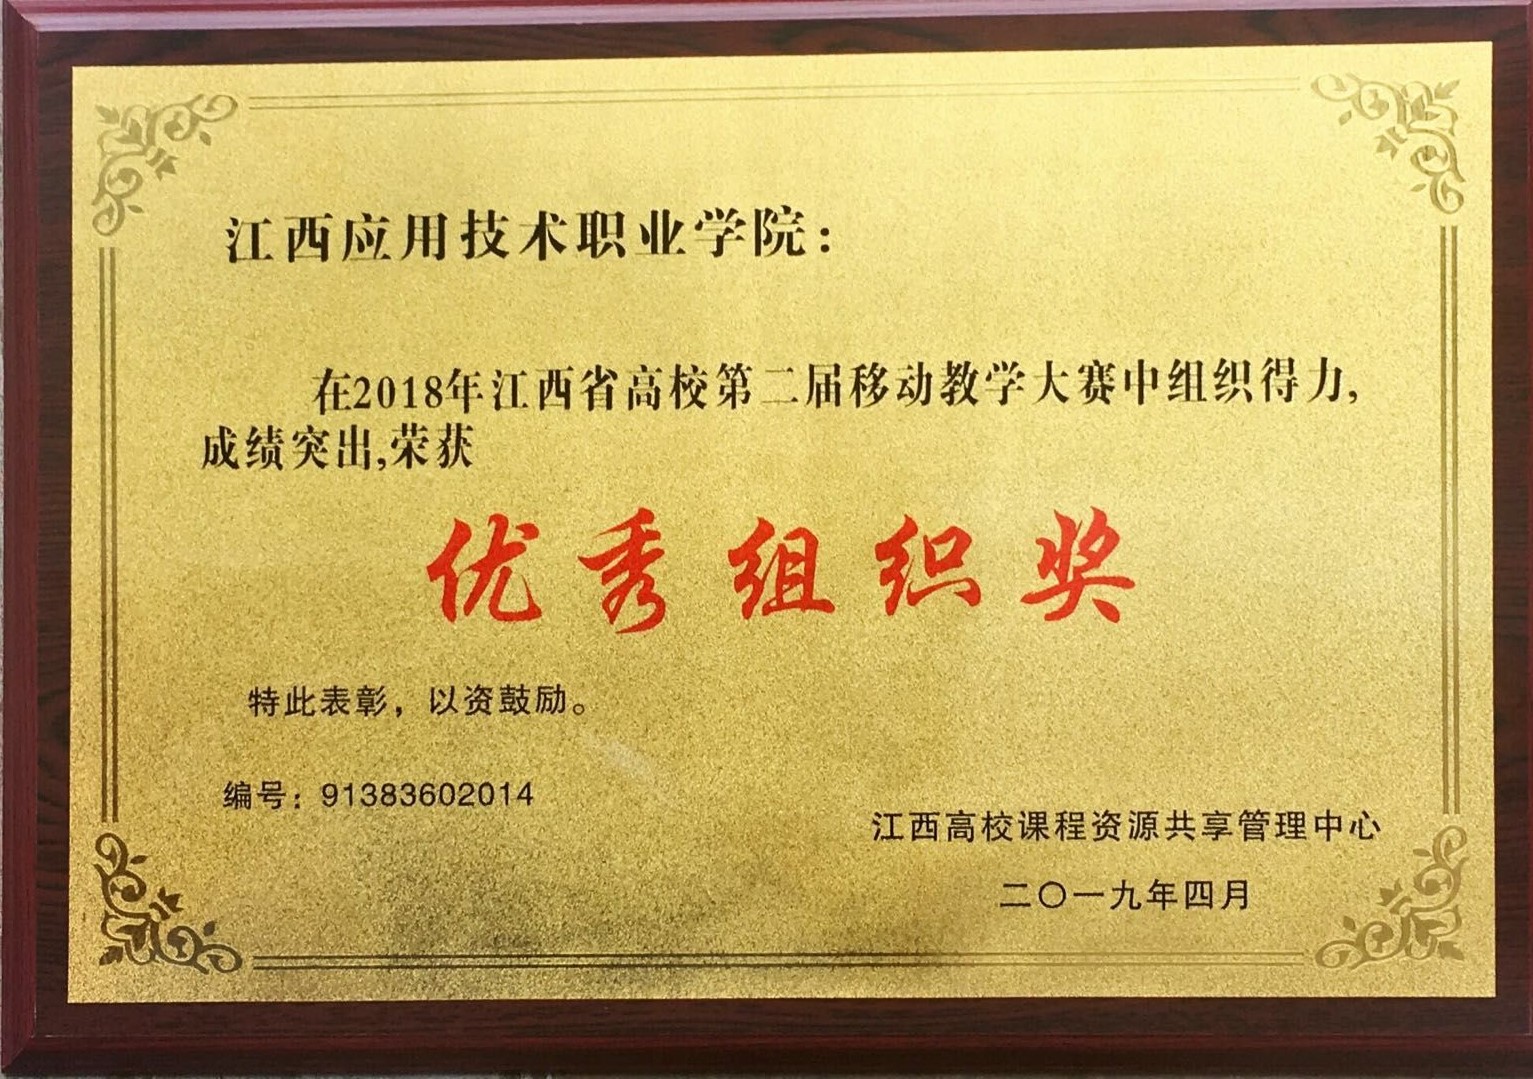 江西应用技术职业学院：
在2018年江西省高校第二届移动教学大赛中组织得力,
成绩突出,荣获
优秀组织奖
特此表彰，以资鼓励。
编号：91383602014
江西高校课程资源共享管理中心
二〇一九年四月